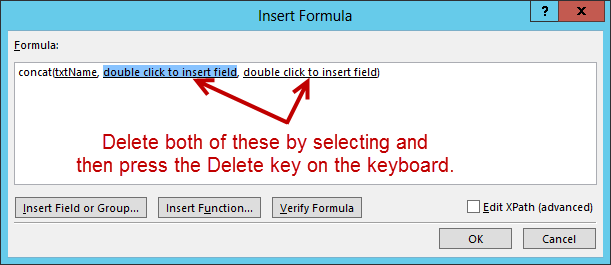 Insert Formula
x
Formula:
concat(txtName, double click to insert field, double click to insert field)
Delete both of these by selecting and
then press the Delete key on the keyboard.
Insert Field or Group... Insert Function... Verify Formula Edit XPath (advanced)
OK Cancel